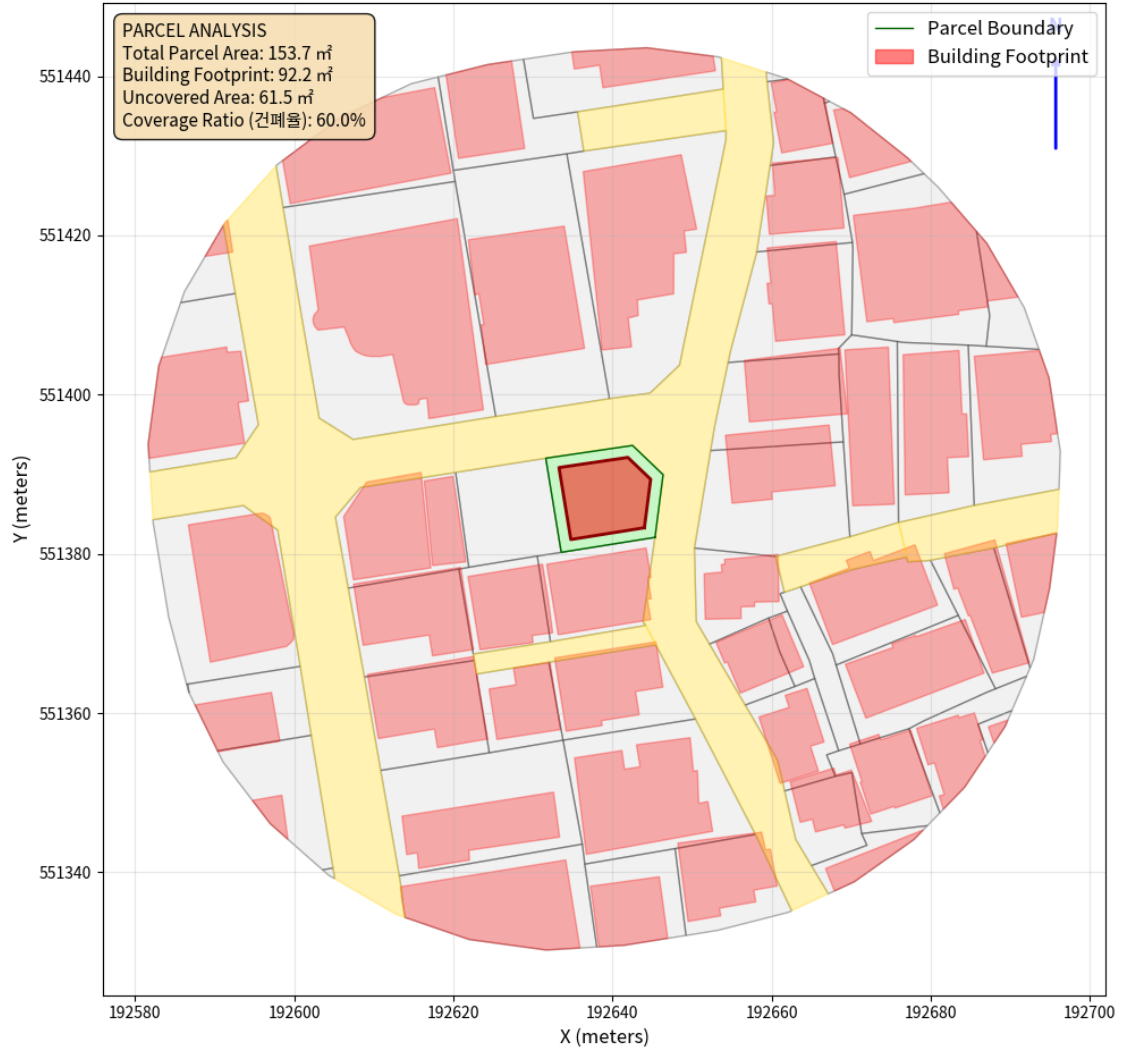 PARCEL ANALYSIS
Total Parcel Area: 153.7 ㎡
Building Footprint: 92.2 ㎡
Uncovered Area: 61.5 ㎡
Coverage Ratio (건폐율): 60.0%
Parcel Boundary
Building Footprint
N
551440
551420
551400
551380
551360
551340
Y (meters)
192580
192600
192620
192640
192660
192680
192700
X (meters)